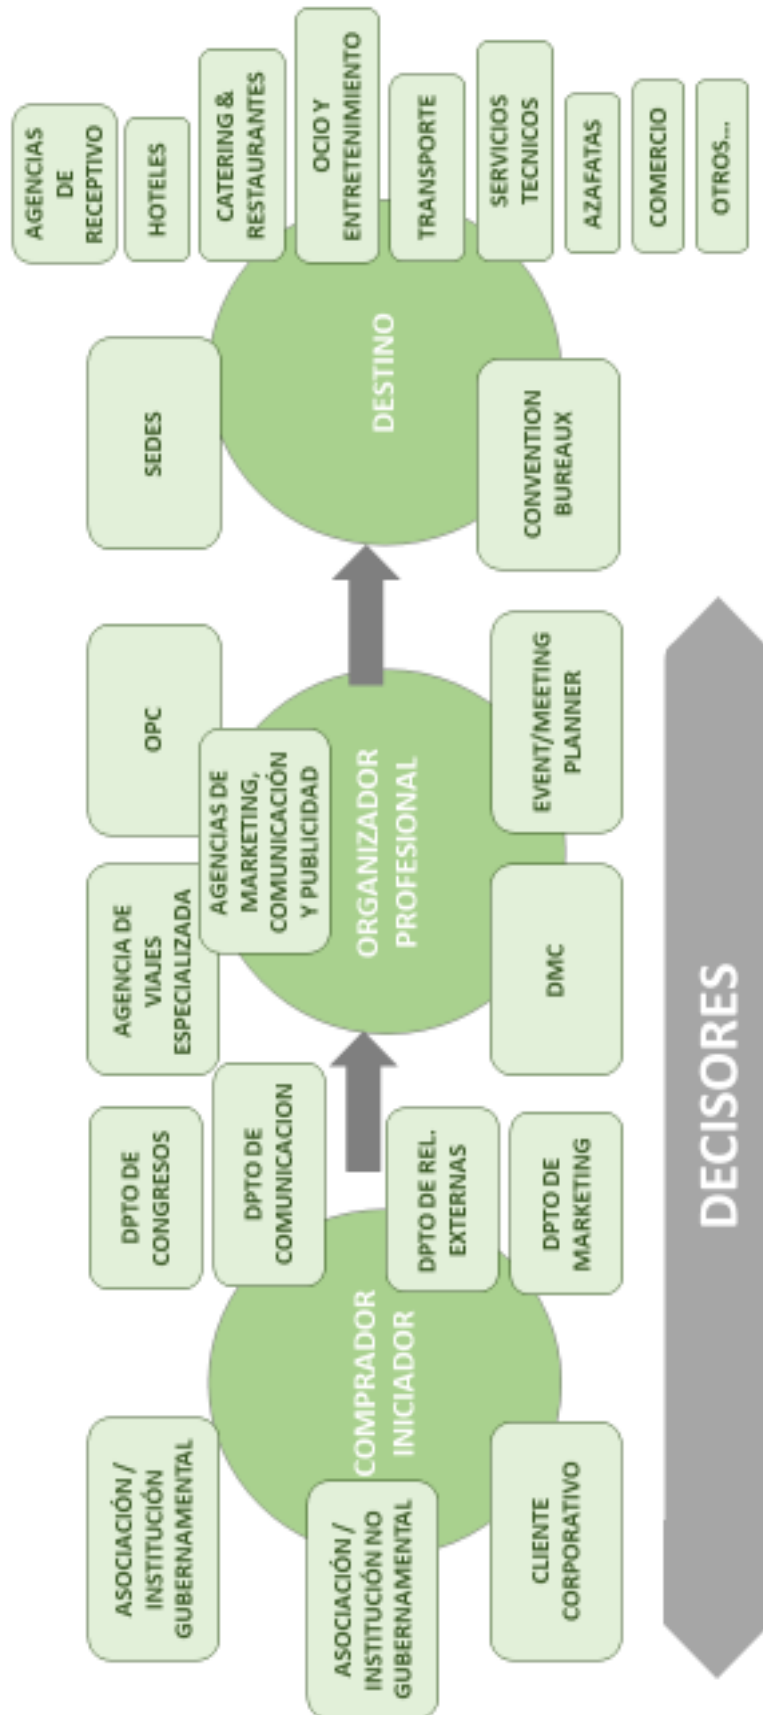 ASOCIACIÓN /
INSTITUCIÓN
GUBERNAMENTAL
ASOCIACIÓN /
INSTITUCIÓN NO
GUBERNAMENTAL
CLIENTE
CORPORATIVO
COMPRADOR
INICIADOR
DPTO DE
CONGRESOS
DPTO DE
COMUNICACION
DPTO DE REL.
EXTERNAS
DPTO DE
MARKETING
AGENCIA DE
VIAJES
ESPECIALIZADA
OPC
AGENCIAS DE
MARKETING,
COMUNICACIÓN
Y PUBLICIDAD
ORGANIZADOR
PROFESIONAL
DMC
EVENT/MEETING
PLANNER
SEDES
DESTINO
CONVENTION
BUREAUX
AGENCIAS
DE
RECEPTIVO
HOTELES
CATERING &
RESTAURANTES
OCIO Y
ENTRETENIMIENTO
TRANSPORTE
SERVICIOS
TECNICOS
AZAFATAS
COMERCIO
OTROS....
DECISORES